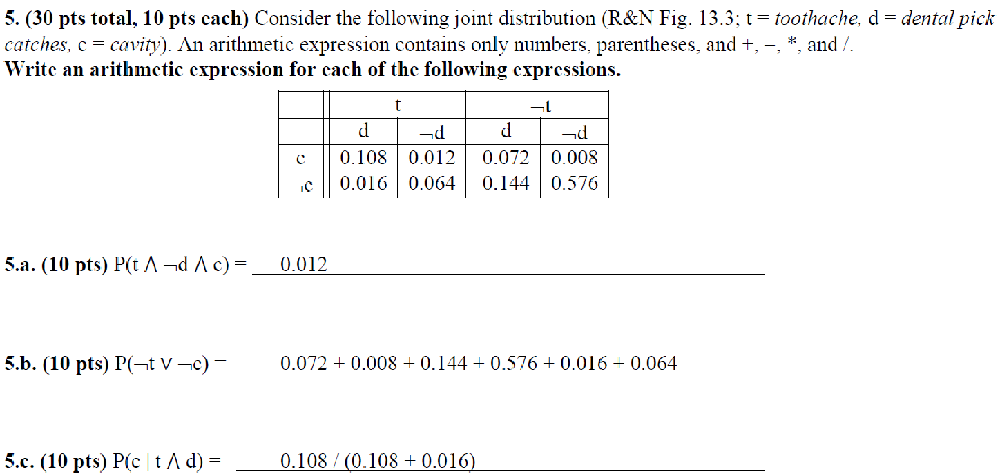 5. (30 pts total, 10 pts each) Consider the following joint distribution (R&N Fig. 13.3; t = toothache, d = dental pick
catches, c = cavity). An arithmetic expression contains only numbers, parentheses, and +, −, *, and /.
Write an arithmetic expression for each of the following expressions.
t ¬t
d ¬d d ¬d
c 0.108 0.012 0.072 0.008
¬c 0.016 0.064 0.144 0.576
5.a. (10 pts) P(t Λ ¬d Λ c) = 0.012
5.b. (10 pts) P(¬t V ¬c) = 0.072 + 0.008 + 0.144 + 0.576 + 0.016 + 0.064
5.c. (10 pts) P(c | t Λ d) = 0.108 / (0.108 + 0.016)